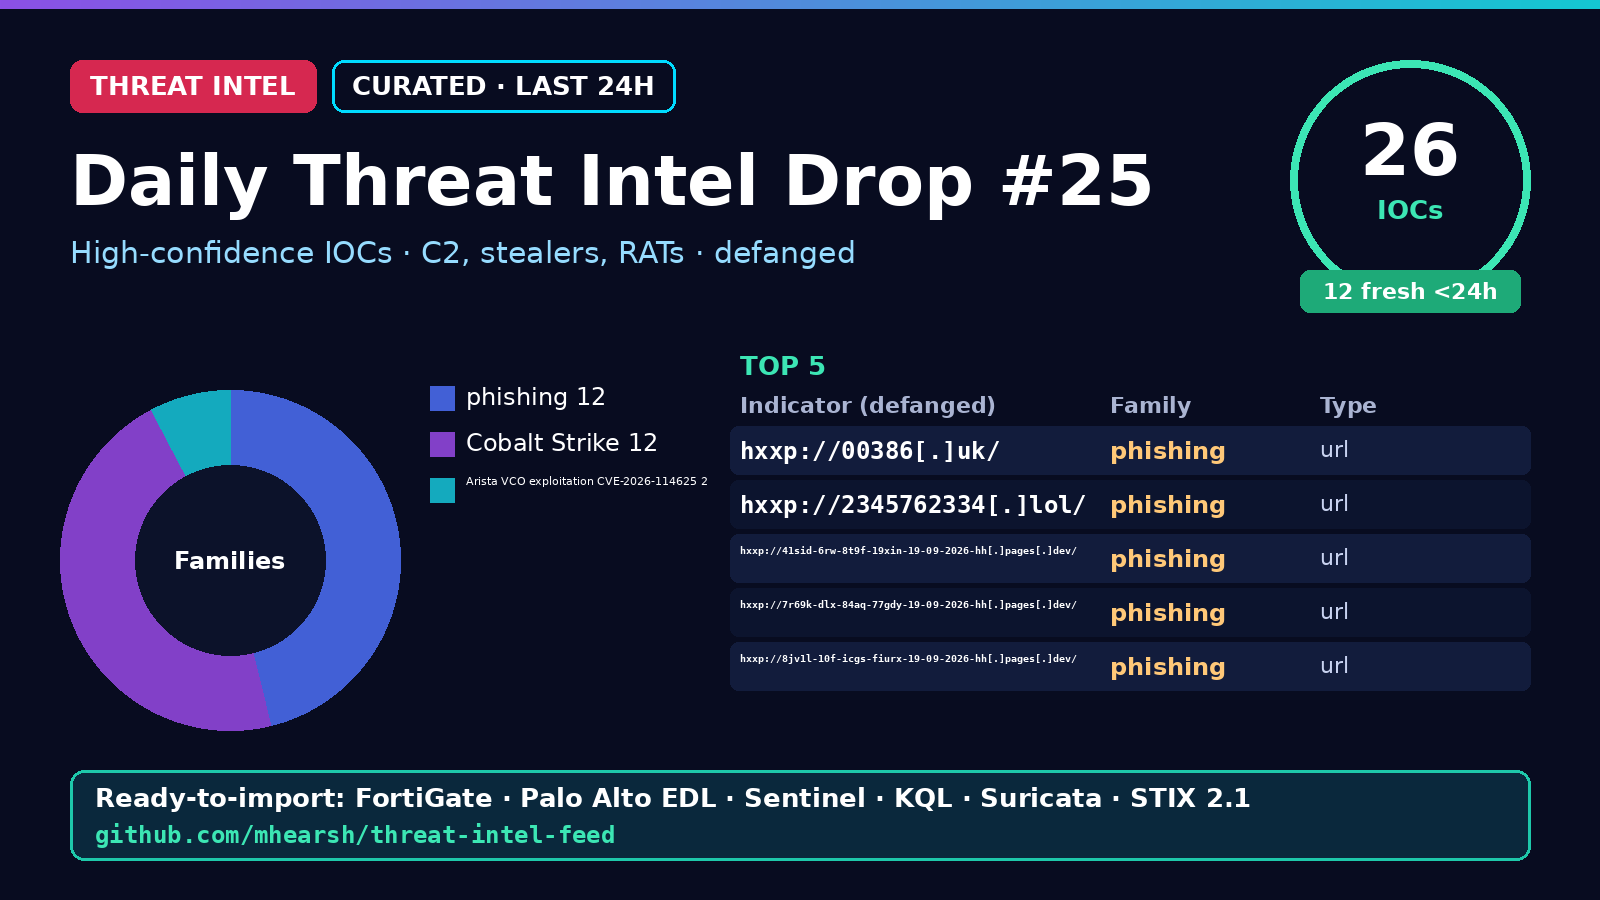 THREAT INTEL
CURATED · LAST 24H
Daily Threat Intel Drop #25
High-confidence IOCs · C2, stealers, RATs · defanged
26
IOCs
12 fresh <24h
Families
phishing 12
Cobalt Strike 12
Arista VCO exploitation CVE-2026-114625 2
TOP 5
Indicator (defanged) Family Type
hxxp://00386[.]uk/ phishing url
hxxp://2345762334[.]lol/ phishing url
hxxp://41sid-6rw-8t9f-19xin-19-09-2026-hh[.]pages[.]dev/ phishing url
hxxp://7r69k-dlx-84aq-77gdy-19-09-2026-hh[.]pages[.]dev/ phishing url
hxxp://8jv1l-10f-icgs-fiurx-19-09-2026-hh[.]pages[.]dev/ phishing url
Ready-to-import: FortiGate · Palo Alto EDL · Sentinel · KQL · Suricata · STIX 2.1
github.com/mhearsh/threat-intel-feed